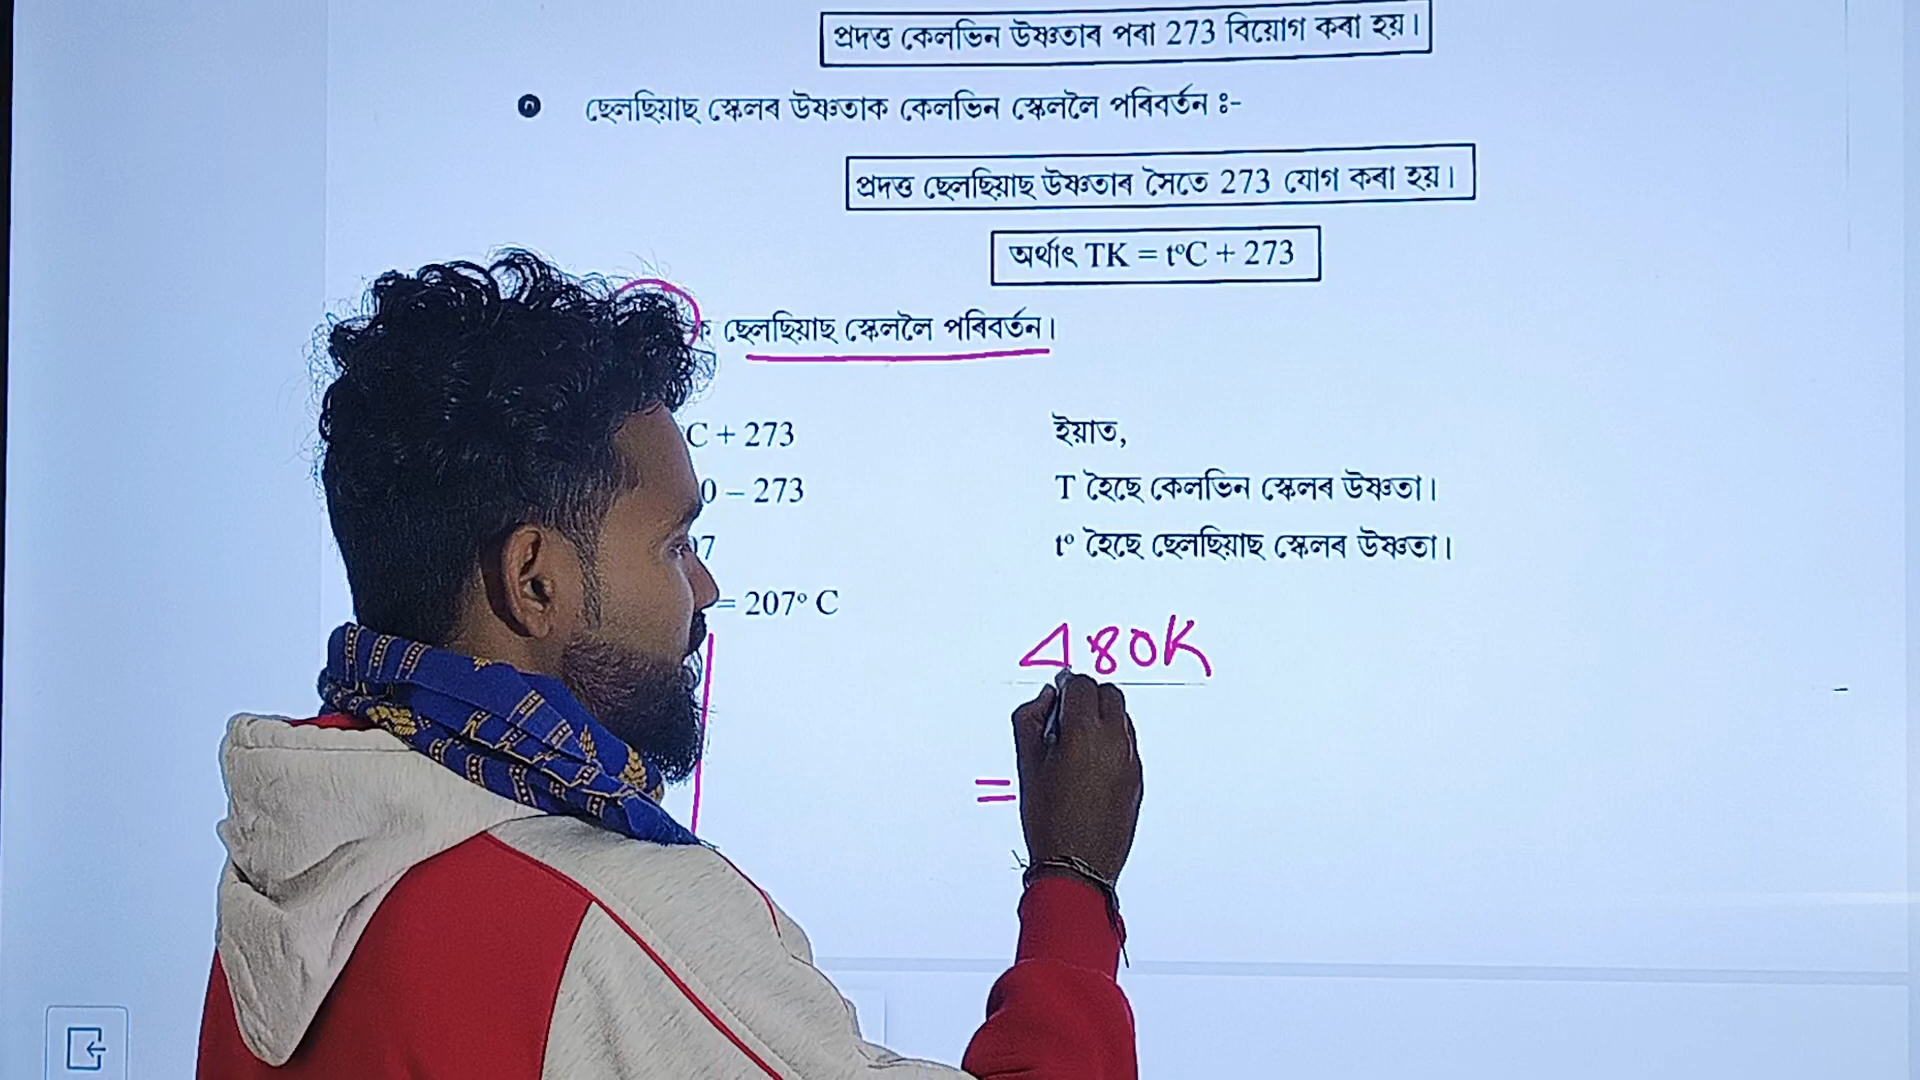 প্ৰদত্ত কেলভিন উষ্ণতাৰ পৰা 273 বিয়োগ কৰা হয়।
ছেলছিয়াছ স্কেলৰ উষ্ণতাক কেলভিন স্কেললৈ পৰিবৰ্তন ঃ-
প্ৰদত্ত ছেলছিয়াছ উষ্ণতাৰ সৈতে 273 যোগ কৰা হয়।
অৰ্থাৎ TK = t°C + 273
ক ছেলছিয়াছ স্কেললৈ পৰিবৰ্তন।
C + 273 ইয়াত,
0 – 273 T হৈছে কেলভিন স্কেলৰ উষ্ণতা।
7 t° হৈছে ছেলছিয়াছ স্কেলৰ উষ্ণতা।
= 207° C
480K
=